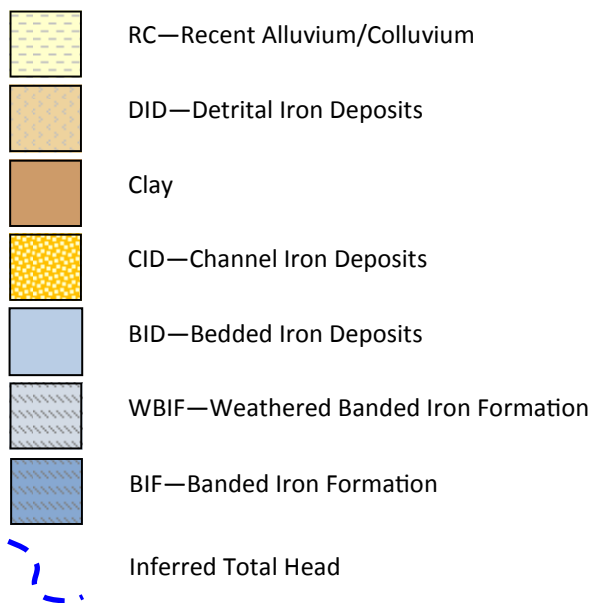 RC—Recent Alluvium/Colluvium
DID—Detrital Iron Deposits
Clay
CID—Channel Iron Deposits
BID—Bedded Iron Deposits
WBIF—Weathered Banded Iron Formation
BIF—Banded Iron Formation
Inferred Total Head